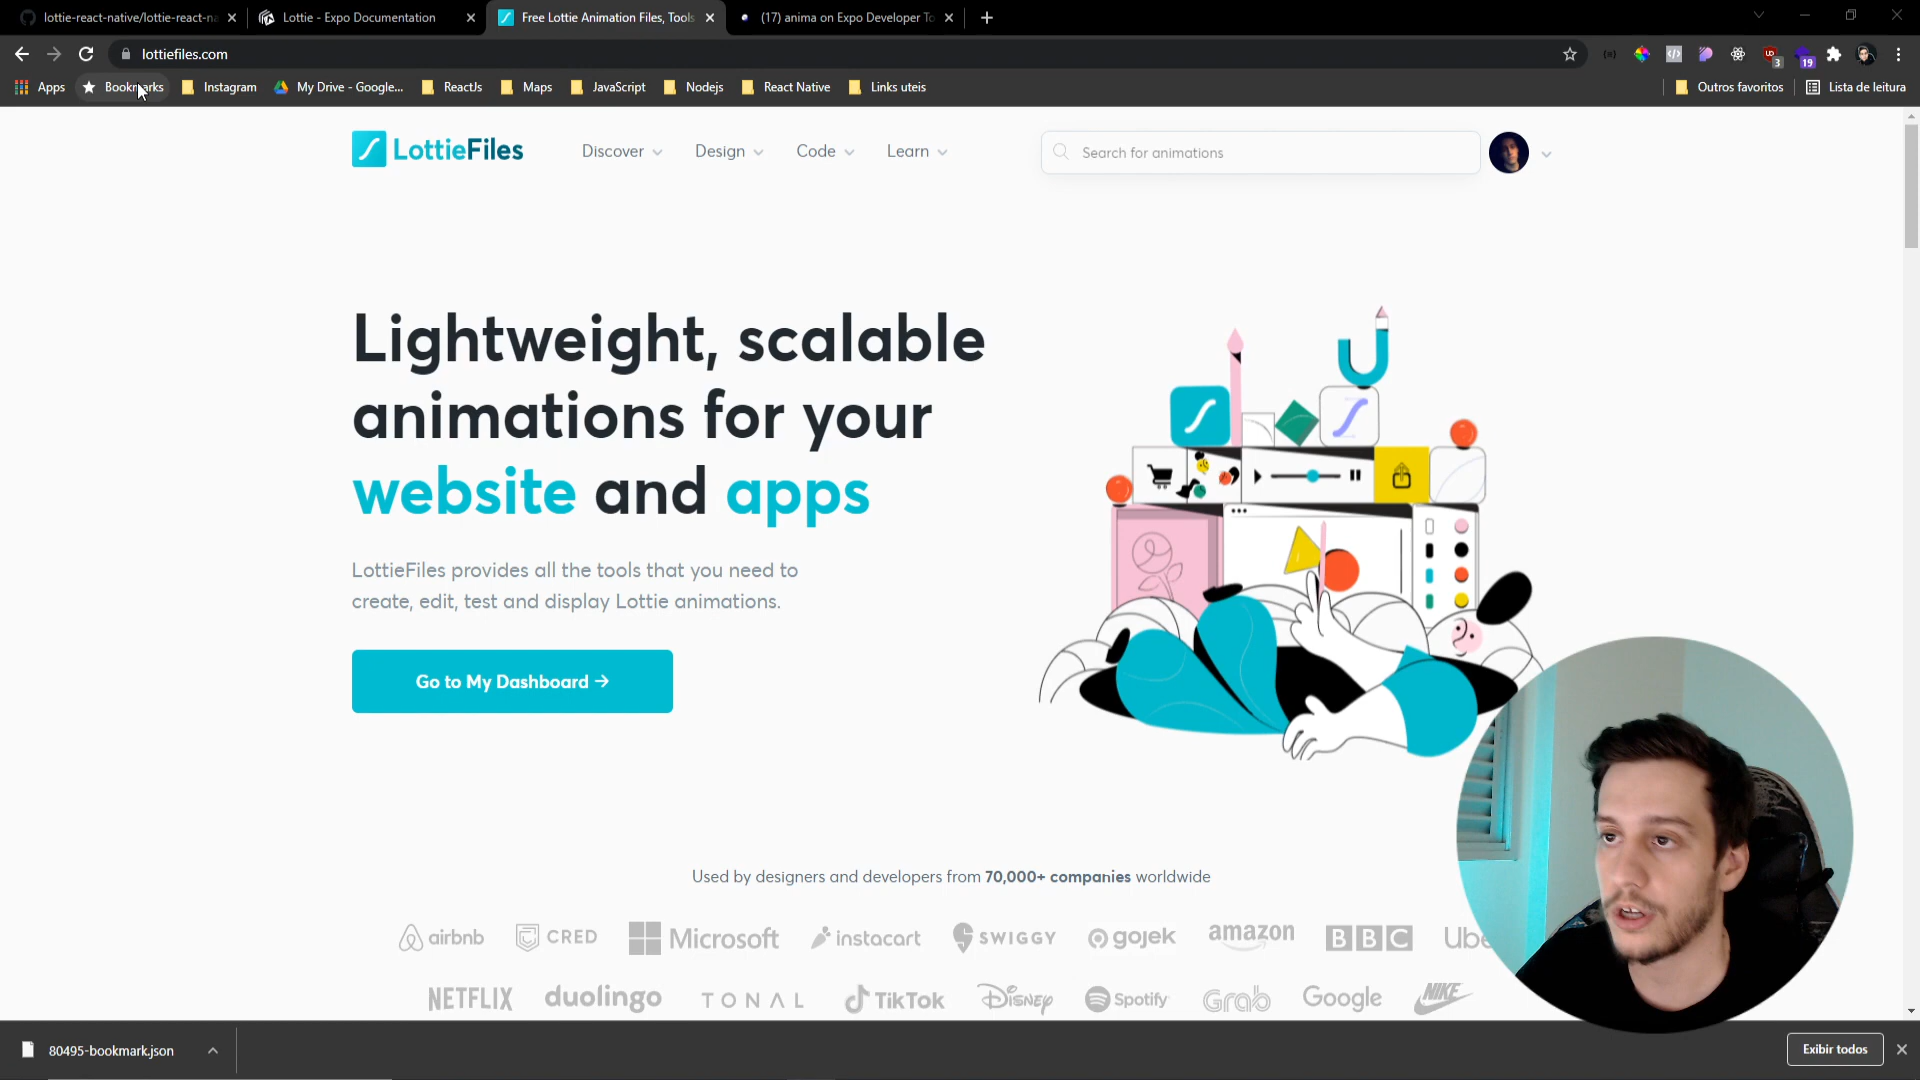 lottie-react-native/lottie-react-na
Lottie - Expo Documentation
Free Lottie Animation Files, Tools
(17) anima on Expo Developer To
lottiefiles.com
3
19
Apps
Bookmarks
Instagram
My Drive - Google...
ReactJs
Maps
JavaScript
Nodejs
React Native
Links uteis
Outros favoritos
Lista de leitura
LottieFiles
Discover
Design
Code
Learn
Search for animations
Lightweight, scalable
animations for your
website and apps
LottieFiles provides all the tools that you need to
create, edit, test and display Lottie animations.
Go to My Dashboard →
Used by designers and developers from 70,000+ companies worldwide
airbnb
CRED
Microsoft
instacart
SWIGGY
gojek
amazon
BBC
Ube
NETFLIX
duolingo
TONAL
TikTok
Disney
Spotify
Grab
Google
NIKE
80495-bookmark.json
Exibir todos